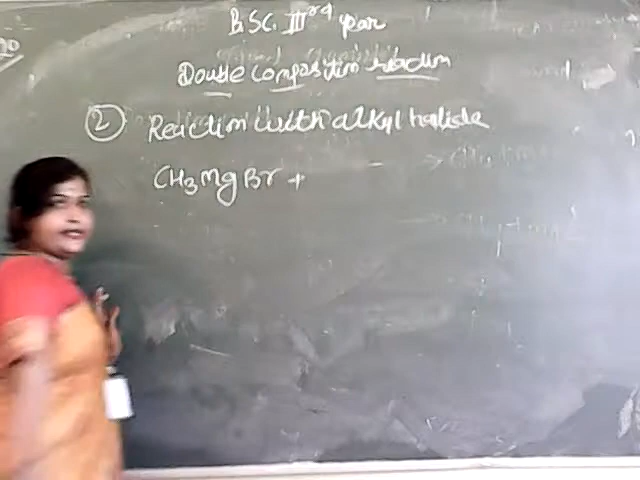 B.SC. IIIrd year
Double composition reaction
② Reaction with alkyl halide
CH3MgBr +